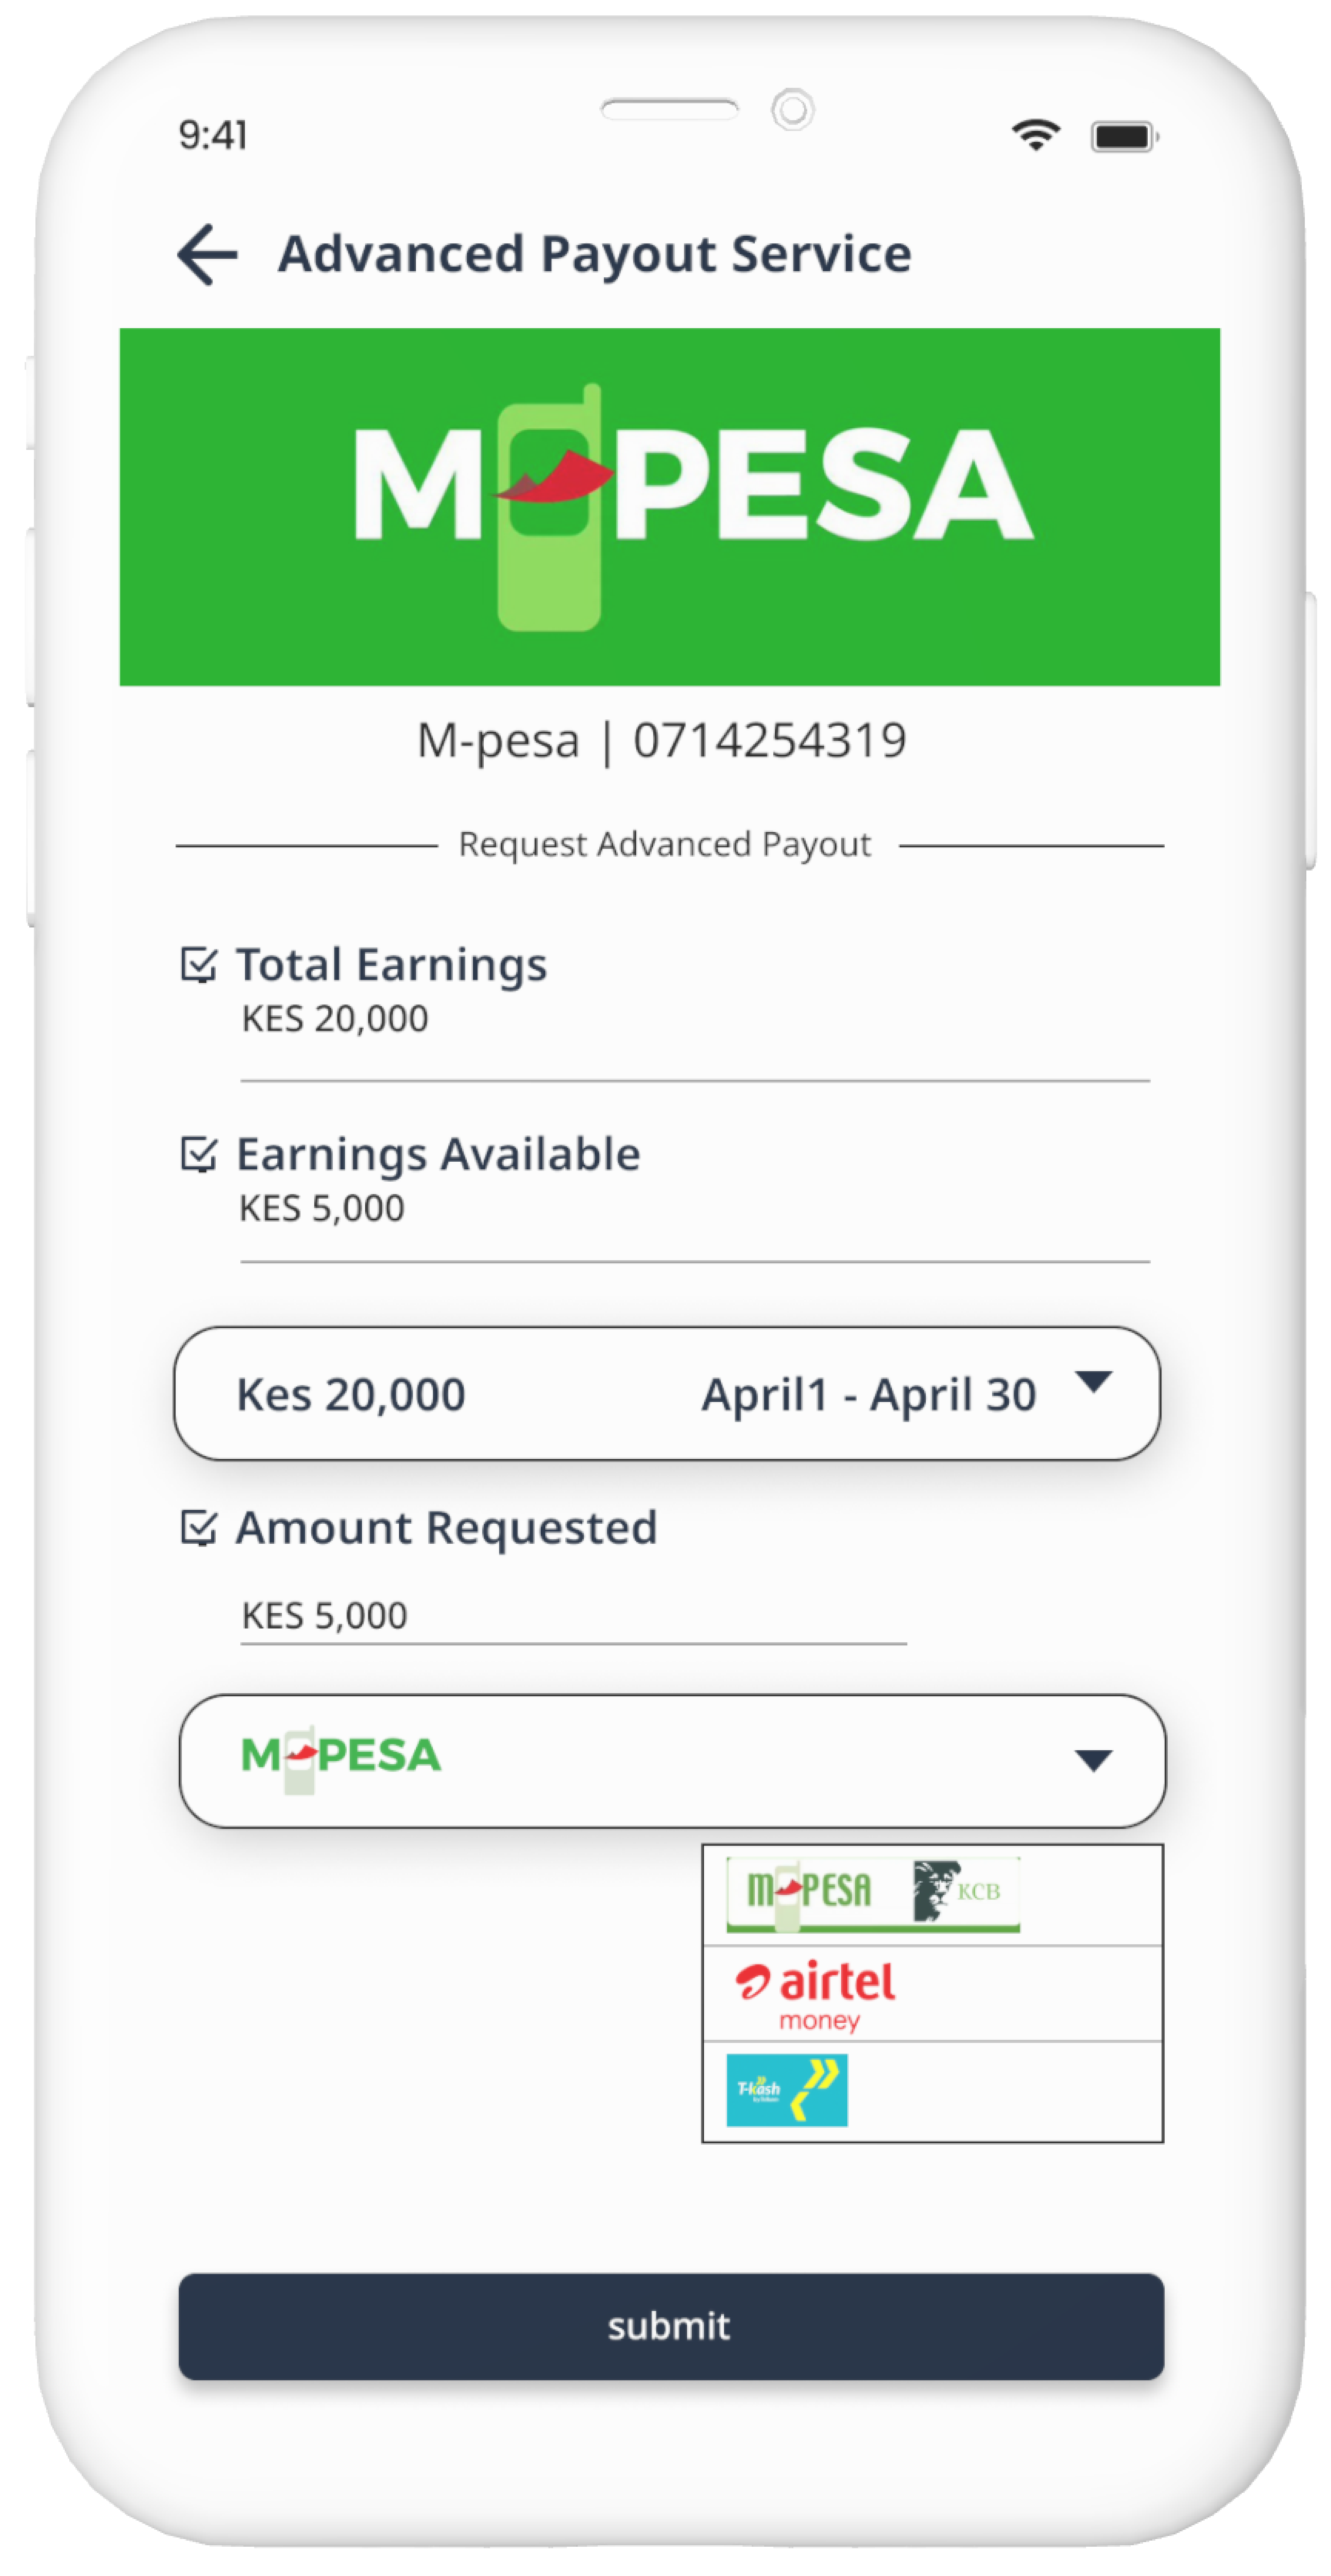 9:41
Advanced Payout Service
M PESA
M-pesa | 0714254319
Request Advanced Payout
Total Earnings
KES 20,000
Earnings Available
KES 5,000
Kes 20,000 April1 - April 30
Amount Requested
KES 5,000
M PESA
m PESA KCB
airtel
money
T-kash
submit